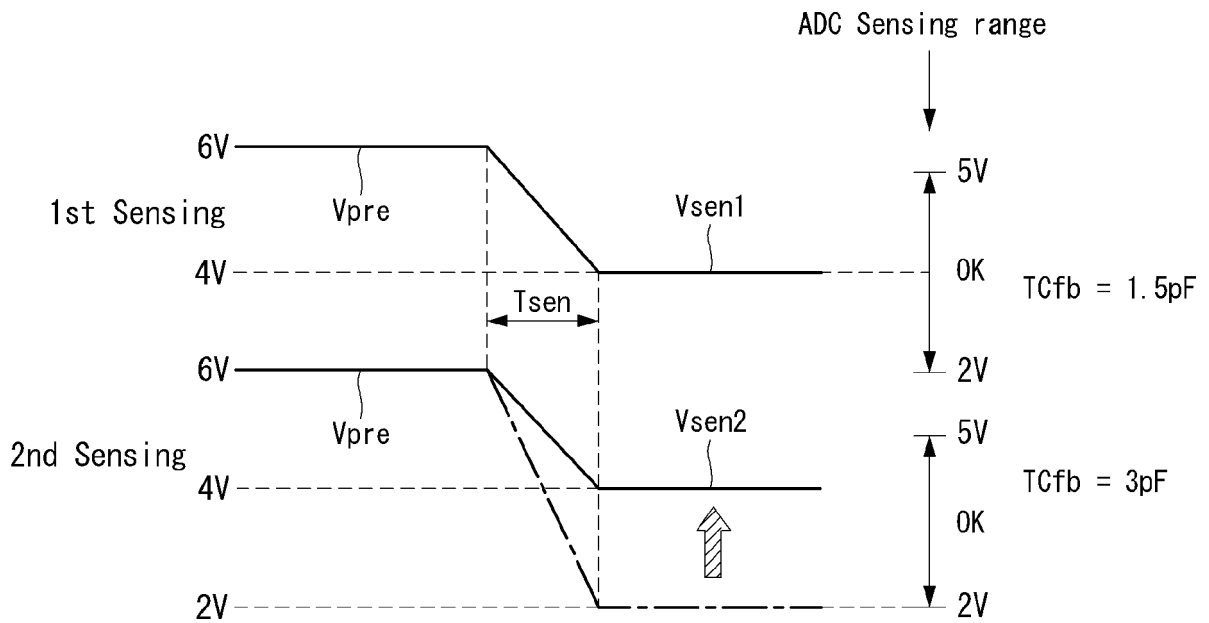 ADC Sensing range
6V
5V
1st Sensing
Vpre
Vsen1
4V
OK
TCfb = 1.5pF
Tsen
6V
2V
Vpre
Vsen2
5V
2nd Sensing
4V
TCfb = 3pF
OK
2V
2V